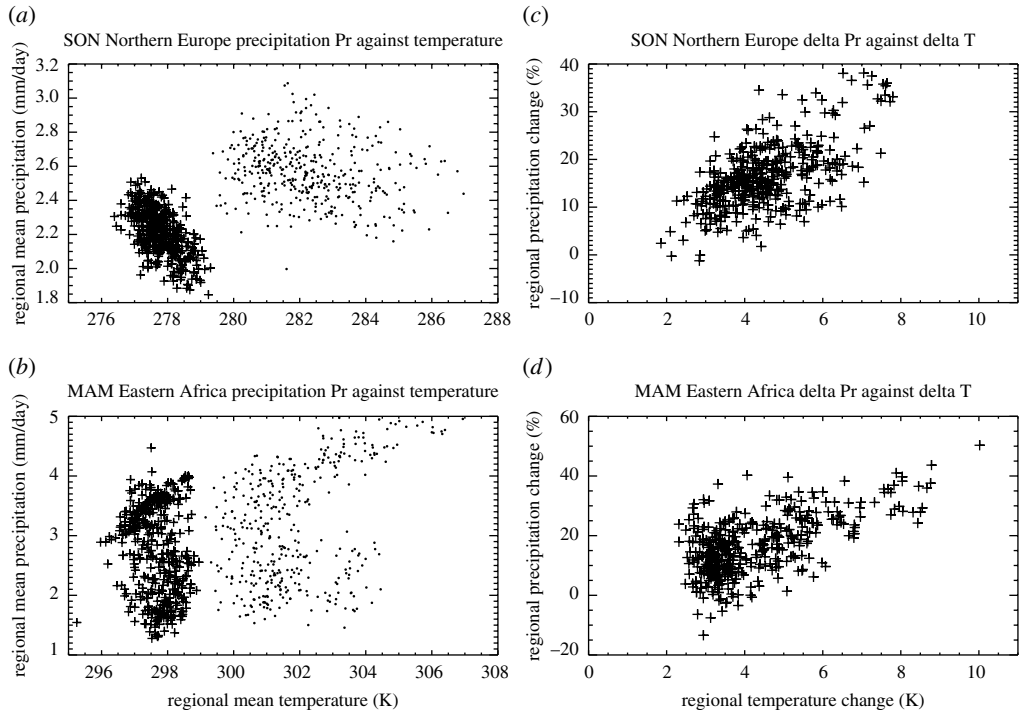 (a)
SON Northern Europe precipitation Pr against temperature
regional mean precipitation (mm/day)
3.2
3.0
2.8
2.6
2.4
2.2
2.0
1.8
276 278 280 282 284 286 288
(c)
SON Northern Europe delta Pr against delta T
regional precipitation change (%)
40
30
20
10
0
–10
0 2 4 6 8 10
(b)
MAM Eastern Africa precipitation Pr against temperature
regional mean precipitation (mm/day)
5
4
3
2
1
296 298 300 302 304 306 308
regional mean temperature (K)
(d)
MAM Eastern Africa delta Pr against delta T
regional precipitation change (%)
60
40
20
0
–20
0 2 4 6 8 10
regional temperature change (K)